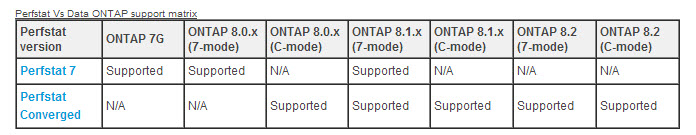 Perfstat Vs Data ONTAP support matrix
Perfstat version | ONTAP 7G | ONTAP 8.0.x (7-mode) | ONTAP 8.0.x (C-mode) | ONTAP 8.1.x (7-mode) | ONTAP 8.1.x (C-mode) | ONTAP 8.2 (7-mode) | ONTAP 8.2 (C-mode)
Perfstat 7 | Supported | Supported | N/A | Supported | N/A | N/A | N/A
Perfstat Converged | N/A | N/A | Supported | Supported | Supported | Supported | Supported